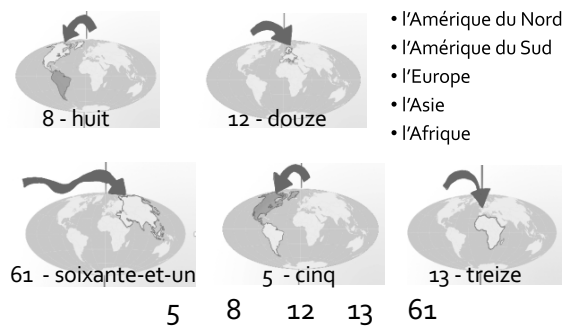 • l'Amérique du Nord
• l'Amérique du Sud
• l'Europe
• l'Asie
• l'Afrique
8 - huit
12 - douze
61 - soixante-et-un
5 - cinq
13 - treize
5 8 12 13 61